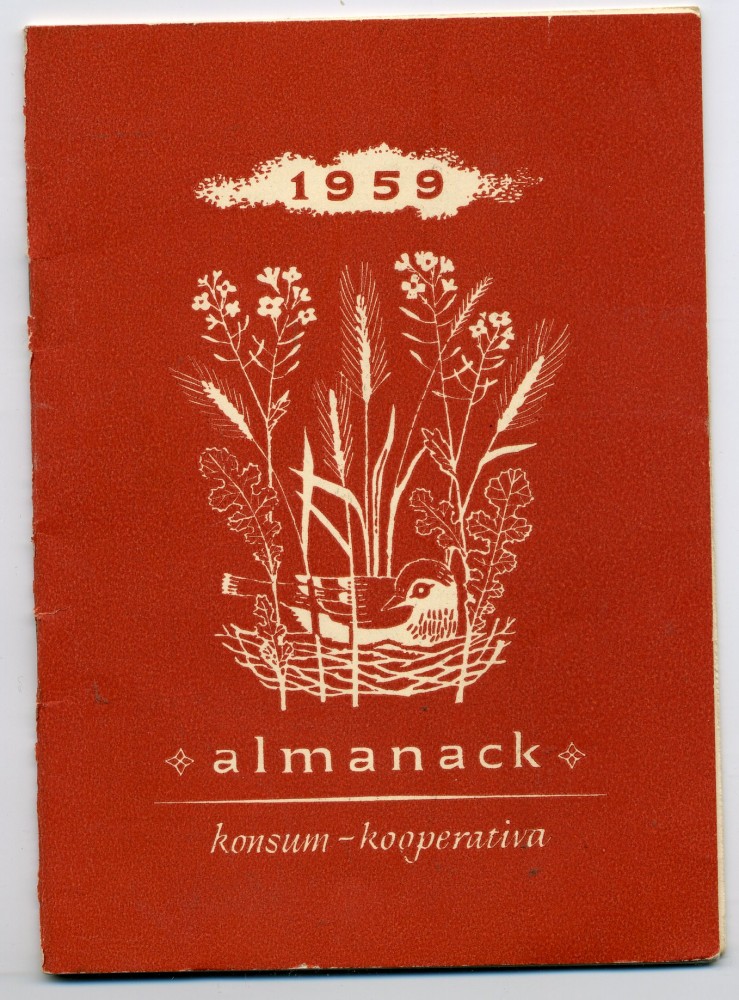 1959
almanack
konsum - kooperativa